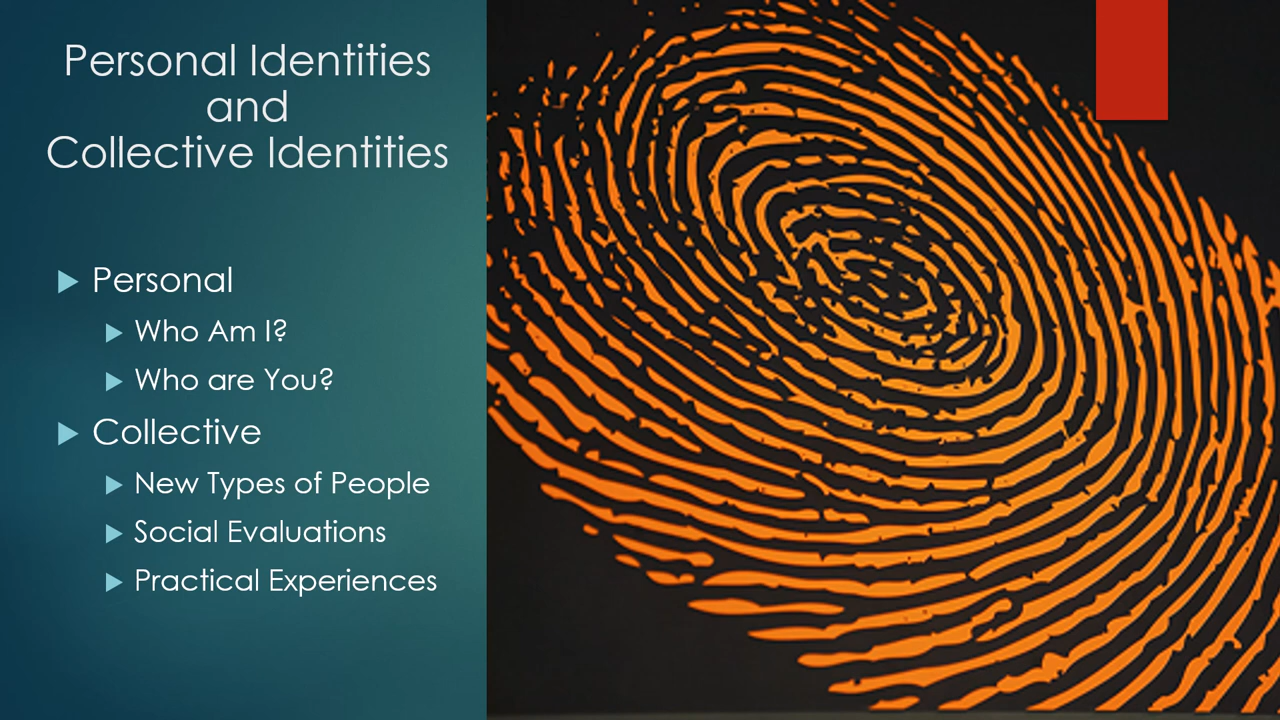 Personal Identities
and
Collective Identities
Personal
Who Am I?
Who are You?
Collective
New Types of People
Social Evaluations
Practical Experiences